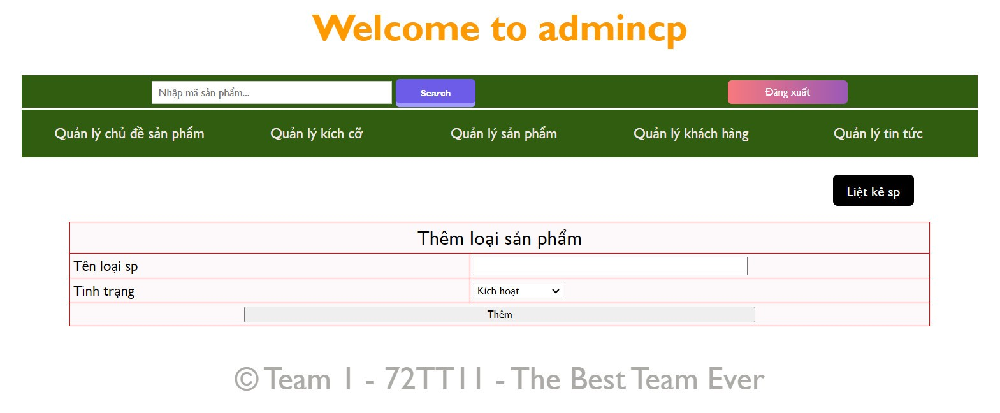 Welcome to admincp
Nhập mã sản phẩm...
Search
Đăng xuất
Quản lý chủ đề sản phẩm
Quản lý kích cỡ
Quản lý sản phẩm
Quản lý khách hàng
Quản lý tin tức
Liệt kê sp
Thêm loại sản phẩm
Tên loại sp
Tình trạng
Kích hoạt
Thêm
© Team 1 - 72TT11 - The Best Team Ever